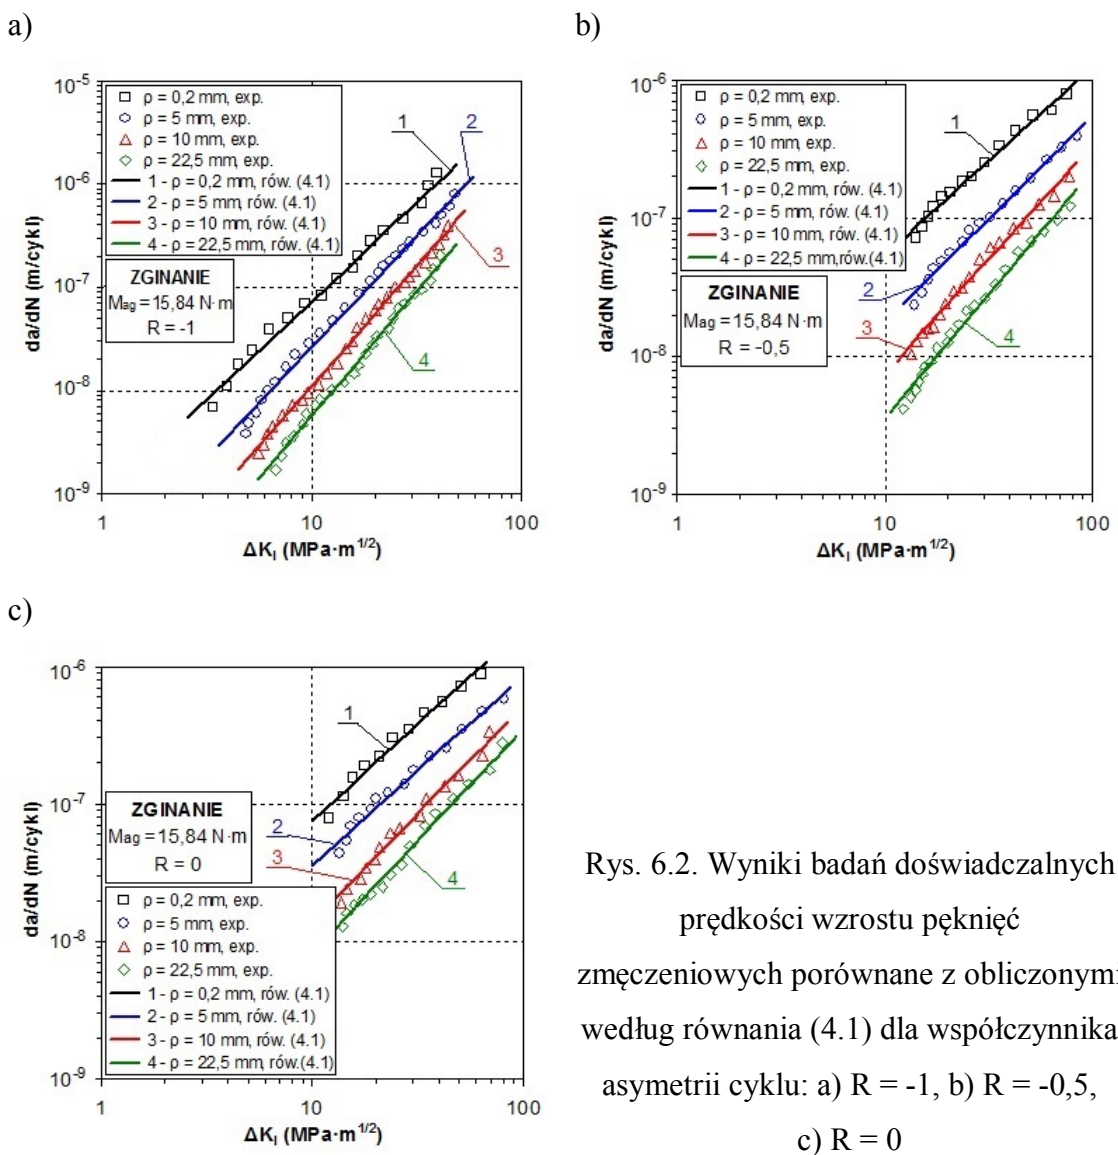 a)
10-5
ρ = 0,2 mm, exp.
ρ = 5 mm, exp.
ρ = 10 mm, exp.
ρ = 22,5 mm, exp.
1 - ρ = 0,2 mm, rów. (4.1)
2 - ρ = 5 mm, rów. (4.1)
3 - ρ = 10 mm, rów. (4.1)
4 - ρ = 22,5 mm, rów. (4.1)
ZGINANIE
Mag = 15,84 N·m
R = -1
1
2
3
4
10-6
10-7
10-8
10-9
da/dN (m/cykl)
1
10
100
ΔKI (MPa·m1/2)
b)
10-6
ρ = 0,2 mm, exp.
ρ = 5 mm, exp.
ρ = 10 mm, exp.
ρ = 22,5 mm, exp.
1 - ρ = 0,2 mm, rów. (4.1)
2 - ρ = 5 mm, rów. (4.1)
3 - ρ = 10 mm, rów. (4.1)
4 - ρ = 22,5 mm,rów.(4.1)
ZGINANIE
Mag = 15,84 N·m
R = -0,5
1
2
3
4
10-7
10-8
10-9
da/dN (m/cykl)
1
10
100
ΔKI (MPa·m1/2)
c)
10-6
10-7
10-8
10-9
da/dN (m/cykl)
1
2
3
4
ZGINANIE
Mag = 15,84 N·m
R = 0
ρ = 0,2 mm, exp.
ρ = 5 mm, exp.
ρ = 10 mm, exp.
ρ = 22,5 mm, exp.
1 - ρ = 0,2 mm, rów. (4.1)
2 - ρ = 5 mm, rów. (4.1)
3 - ρ = 10 mm, rów. (4.1)
4 - ρ = 22,5 mm, rów.(4.1)
1
10
100
ΔKI (MPa·m1/2)
Rys. 6.2. Wyniki badań doświadczalnych
prędkości wzrostu pęknięć
zmęczeniowych porównane z obliczonymi
według równania (4.1) dla współczynnika
asymetrii cyklu: a) R = -1, b) R = -0,5,
c) R = 0